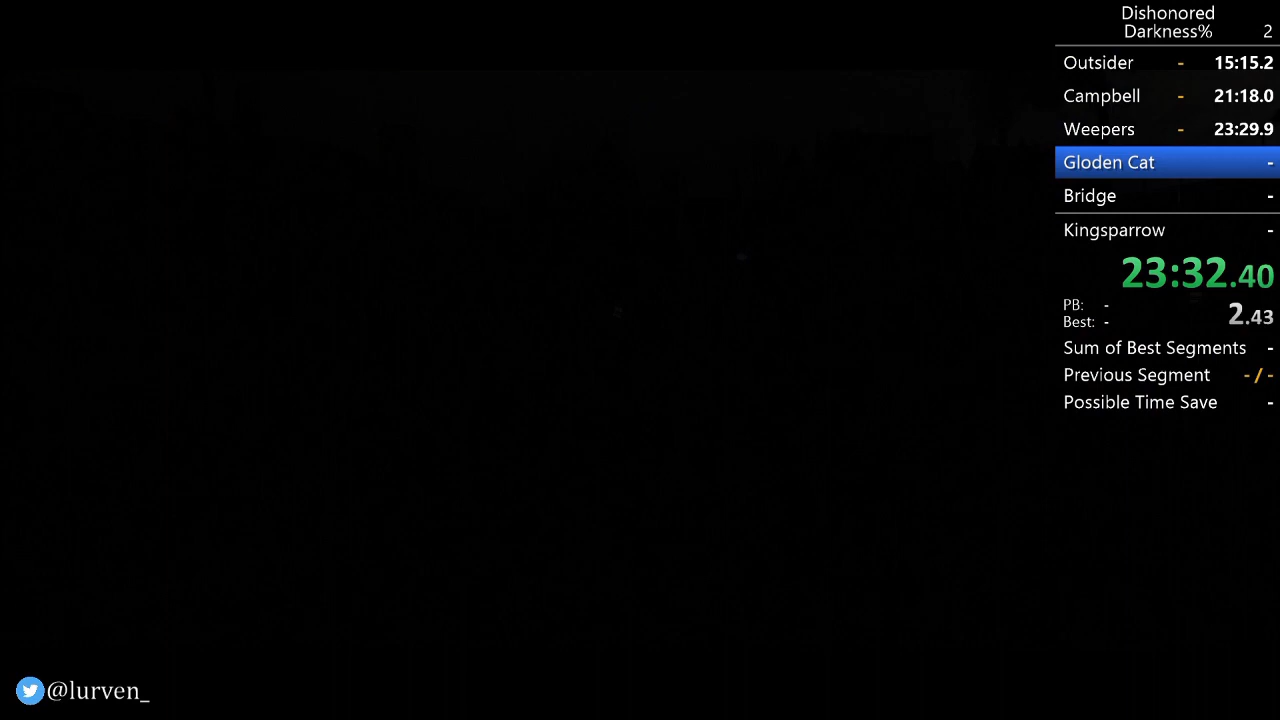 Dishonored
Darkness% 2
Outsider - 15:15.2
Campbell - 21:18.0
Weepers - 23:29.9
Gloden Cat -
Bridge -
Kingsparrow -
23:32.40
PB: -
Best: - 2.43
Sum of Best Segments -
Previous Segment - / -
Possible Time Save -
@lurven_